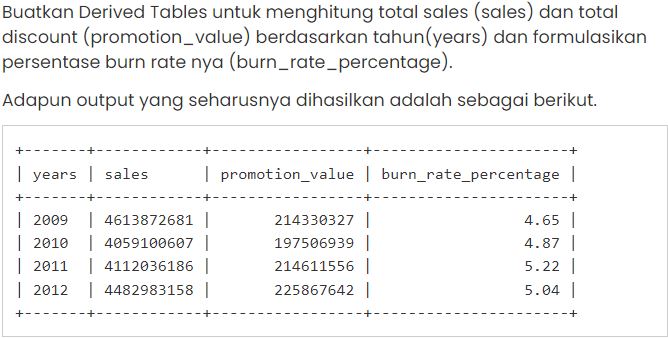 Buatkan Derived Tables untuk menghitung total sales (sales) dan total
discount (promotion_value) berdasarkan tahun(years) dan formulasikan
persentase burn rate nya (burn_rate_percentage).
Adapun output yang seharusnya dihasilkan adalah sebagai berikut.
+-------+------------+-----------------+----------------------+
| years | sales      | promotion_value | burn_rate_percentage |
+-------+------------+-----------------+----------------------+
| 2009  | 4613872681 |       214330327 |                 4.65 |
| 2010  | 4059100607 |       197506939 |                 4.87 |
| 2011  | 4112036186 |       214611556 |                 5.22 |
| 2012  | 4482983158 |       225867642 |                 5.04 |
+-------+------------+-----------------+----------------------+